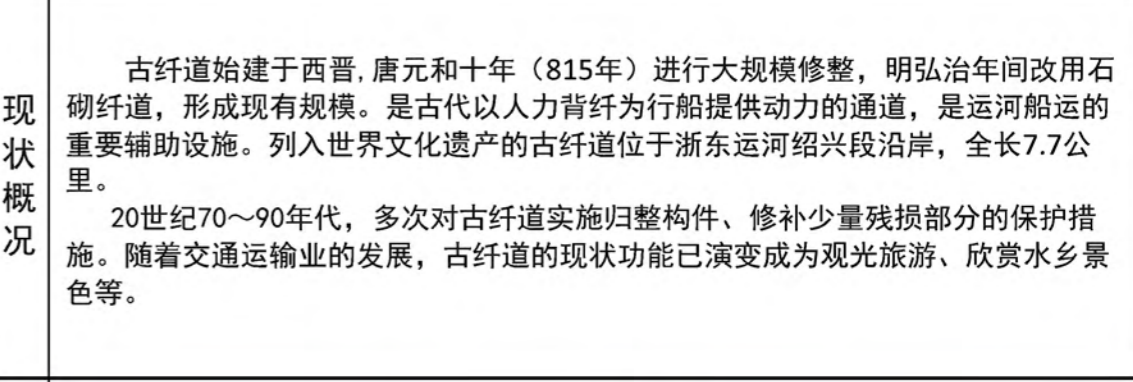 现状概况
古纤道始建于西晋,唐元和十年（815年）进行大规模修整，明弘治年间改用石
砌纤道，形成现有规模。是古代以人力背纤为行船提供动力的通道，是运河船运的
重要辅助设施。列入世界文化遗产的古纤道位于浙东运河绍兴段沿岸，全长7.7公
里。
20世纪70～90年代，多次对古纤道实施归整构件、修补少量残损部分的保护措
施。随着交通运输业的发展，古纤道的现状功能已演变成为观光旅游、欣赏水乡景
色等。